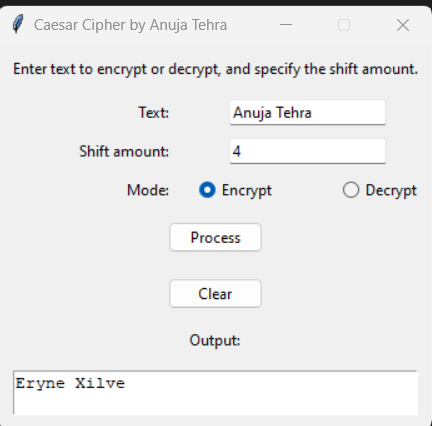 Caesar Cipher by Anuja Tehra
Enter text to encrypt or decrypt, and specify the shift amount.
Text: Anuja Tehra
Shift amount: 4
Mode: Encrypt Decrypt
Process
Clear
Output:
Eryne Xilve